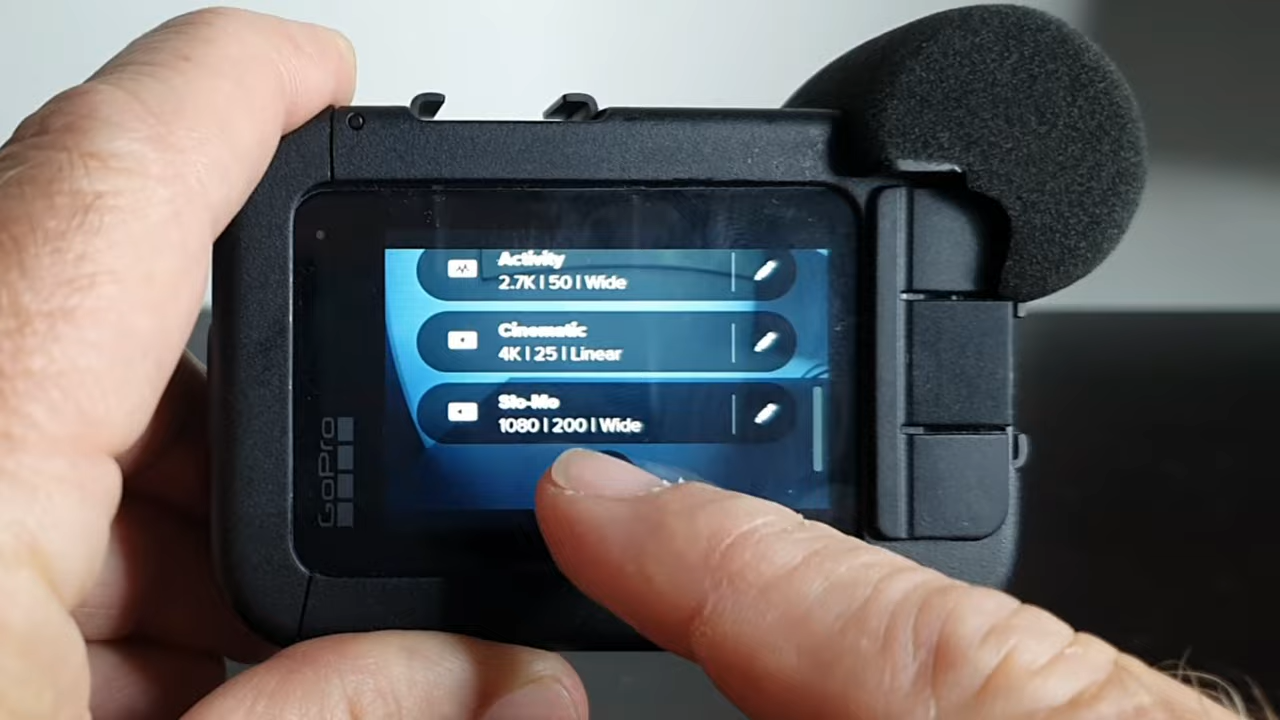 Activity
2.7K | 50 | Wide
Cinematic
4K | 25 | Linear
Slo-Mo
1080 | 200 | Wide
GoPro